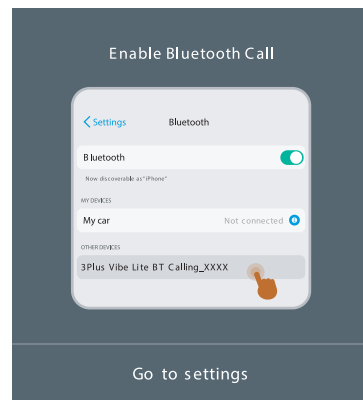 Enable Bluetooth Call
Settings Bluetooth
Bluetooth
Now discoverable as"iPhone"
MY DEVICES
My car Not connected
OTHER DEVICES
3Plus Vibe Lite BT Calling_XXXX
Go to settings